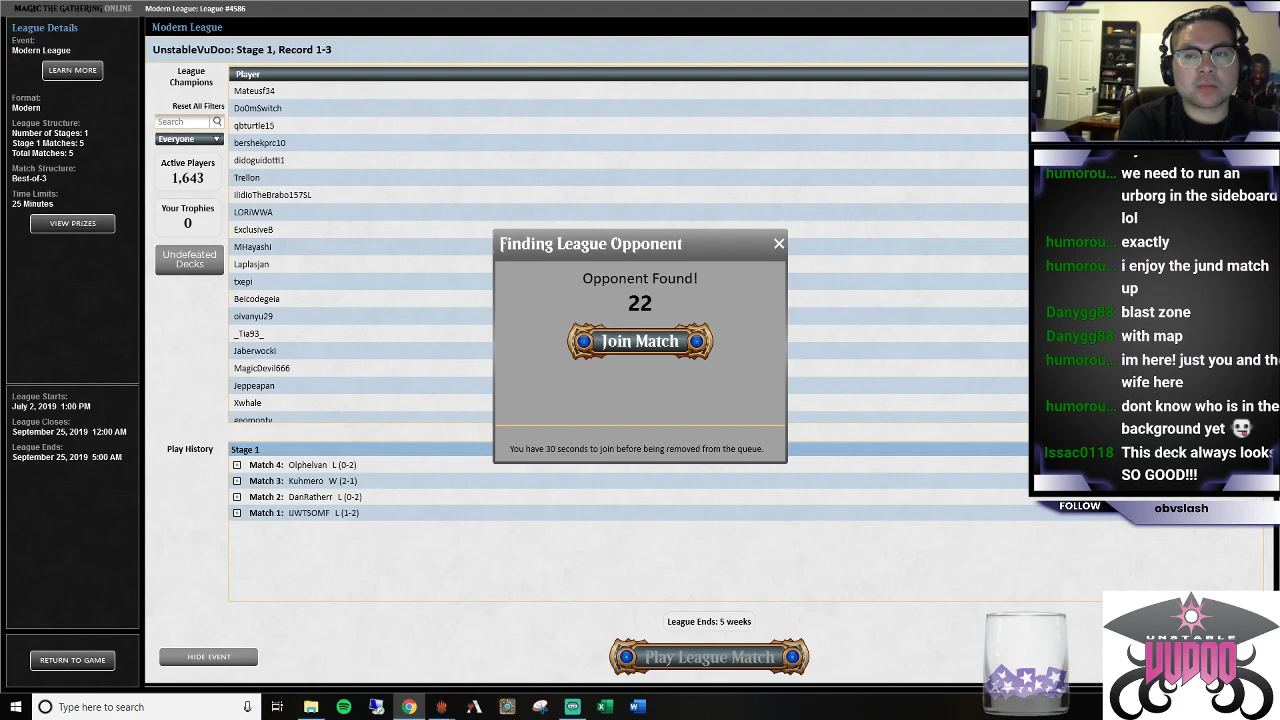 MAGIC THE GATHERING ONLINE
Modern League: League #4586
League Details
Event:
Modern League
LEARN MORE
Format:
Modern
League Structure:
Number of Stages: 1
Stage 1 Matches: 5
Total Matches: 5
Match Structure:
Best-of-3
Time Limits:
25 Minutes
VIEW PRIZES
League Starts:
July 2, 2019 1:00 PM
League Closes:
September 25, 2019 12:00 AM
League Ends:
September 25, 2019 5:00 AM
RETURN TO GAME
Modern League
UnstableVuDoo: Stage 1, Record 1-3
League
Champions
Reset All Filters
Search
Everyone
Active Players
1,643
Your Trophies
0
Undefeated
Decks
Player
Mateusf34
Do0mSwitch
qbturtle15
bershekprc10
didoguidotti1
Trellon
ilidioTheBrabo157SL
LORiWWA
ExclusiveB
MHayashi
Laplasjan
txepi
Beicodegeia
oivanyu29
_Tia93_
Jaberwocki
MagicDevil666
Jeppeapan
Xwhale
geomonty
Finding League Opponent
Opponent Found!
22
Join Match
You have 30 seconds to join before being removed from the queue.
Play History
Stage 1
Match 4: Olphelvan L (0-2)
Match 3: Kuhmero W (2-1)
Match 2: DanRatherr L (0-2)
Match 1: IJWTSOMF L (1-2)
League Ends: 5 weeks
HIDE EVENT
Play League Match
humorou... we need to run an
urborg in the sideboard
lol
humorou... exactly
humorou... i enjoy the jund match
up
Danygg88 blast zone
Danygg88 with map
humorou... im here! just you and the
wife here
humorou... dont know who is in the
background yet
Issac0118 This deck always looks
SO GOOD!!!
FOLLOW
obvslash
UNSTABLE
VUDOO
Type here to search